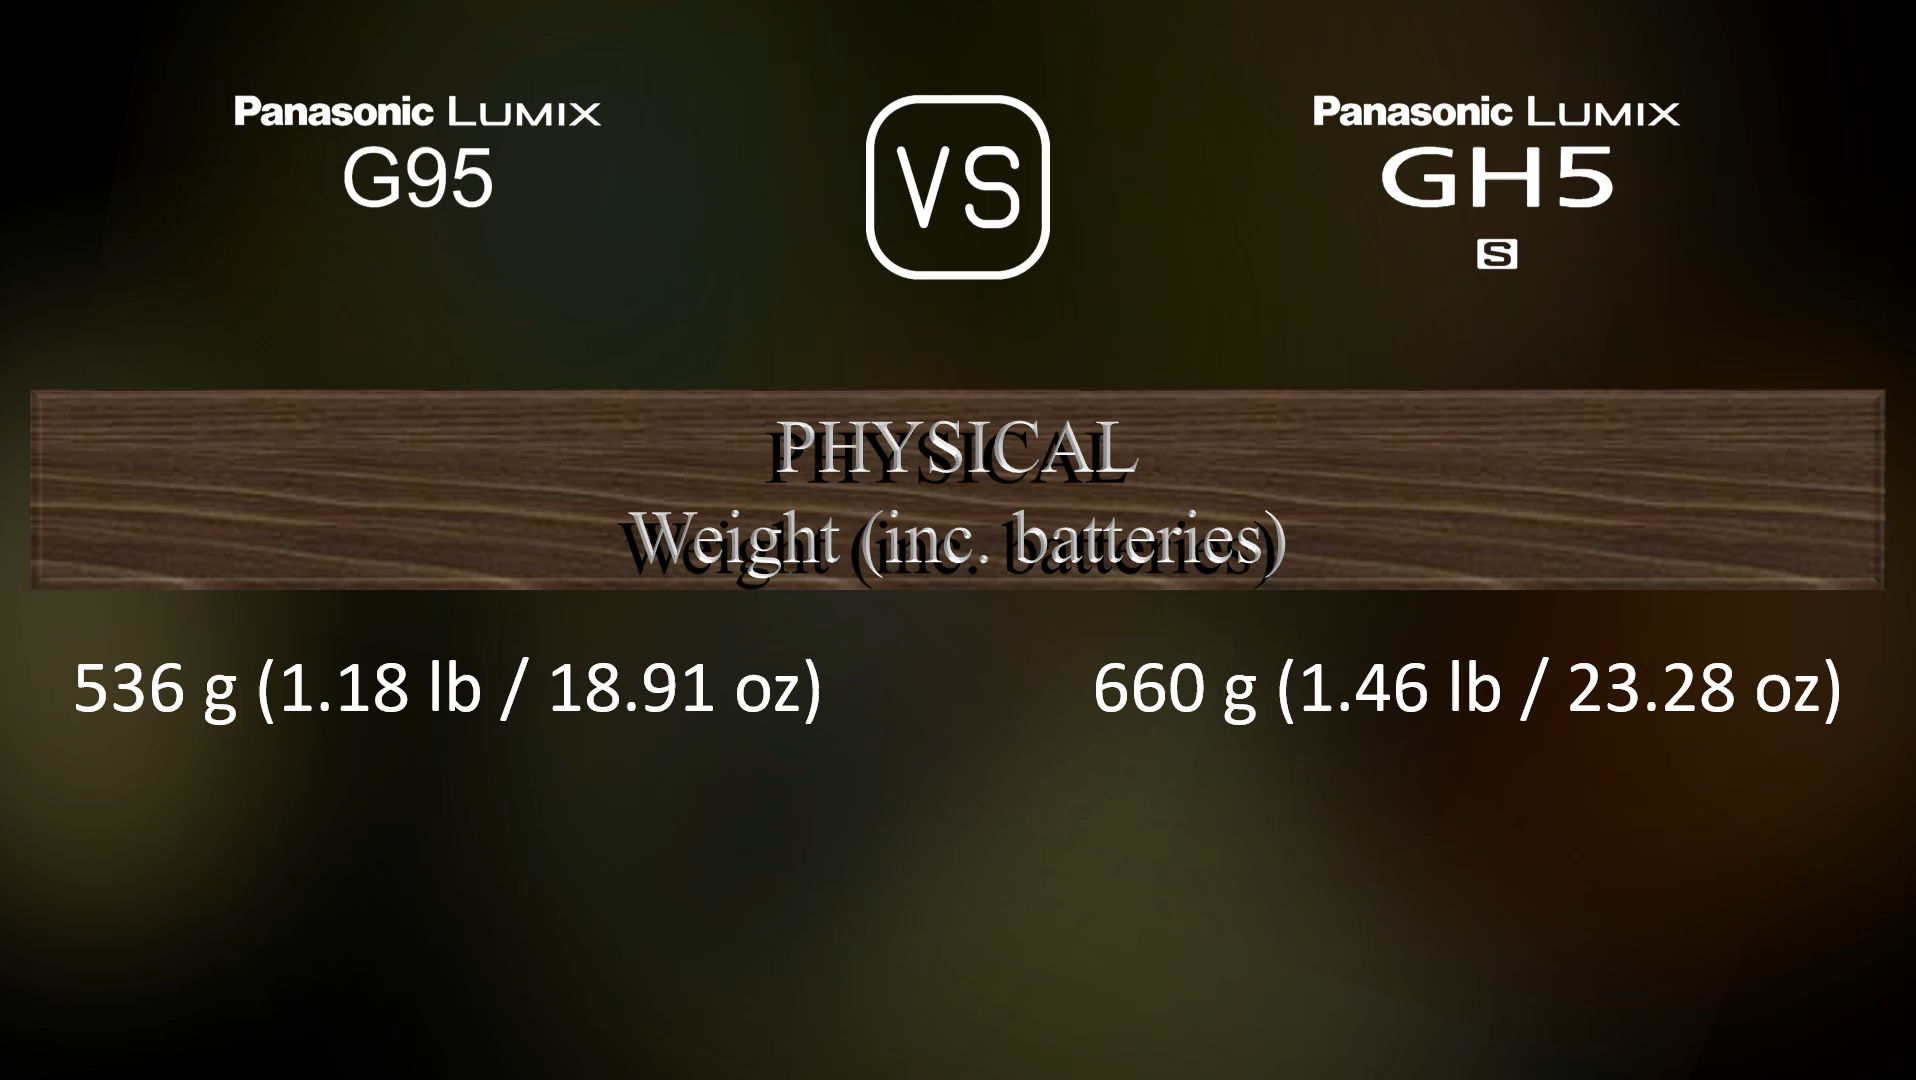 Panasonic LUMIX
G95
VS
Panasonic LUMIX
GH5
S
PHYSICAL
Weight (inc. batteries)
536 g (1.18 lb / 18.91 oz)
660 g (1.46 lb / 23.28 oz)